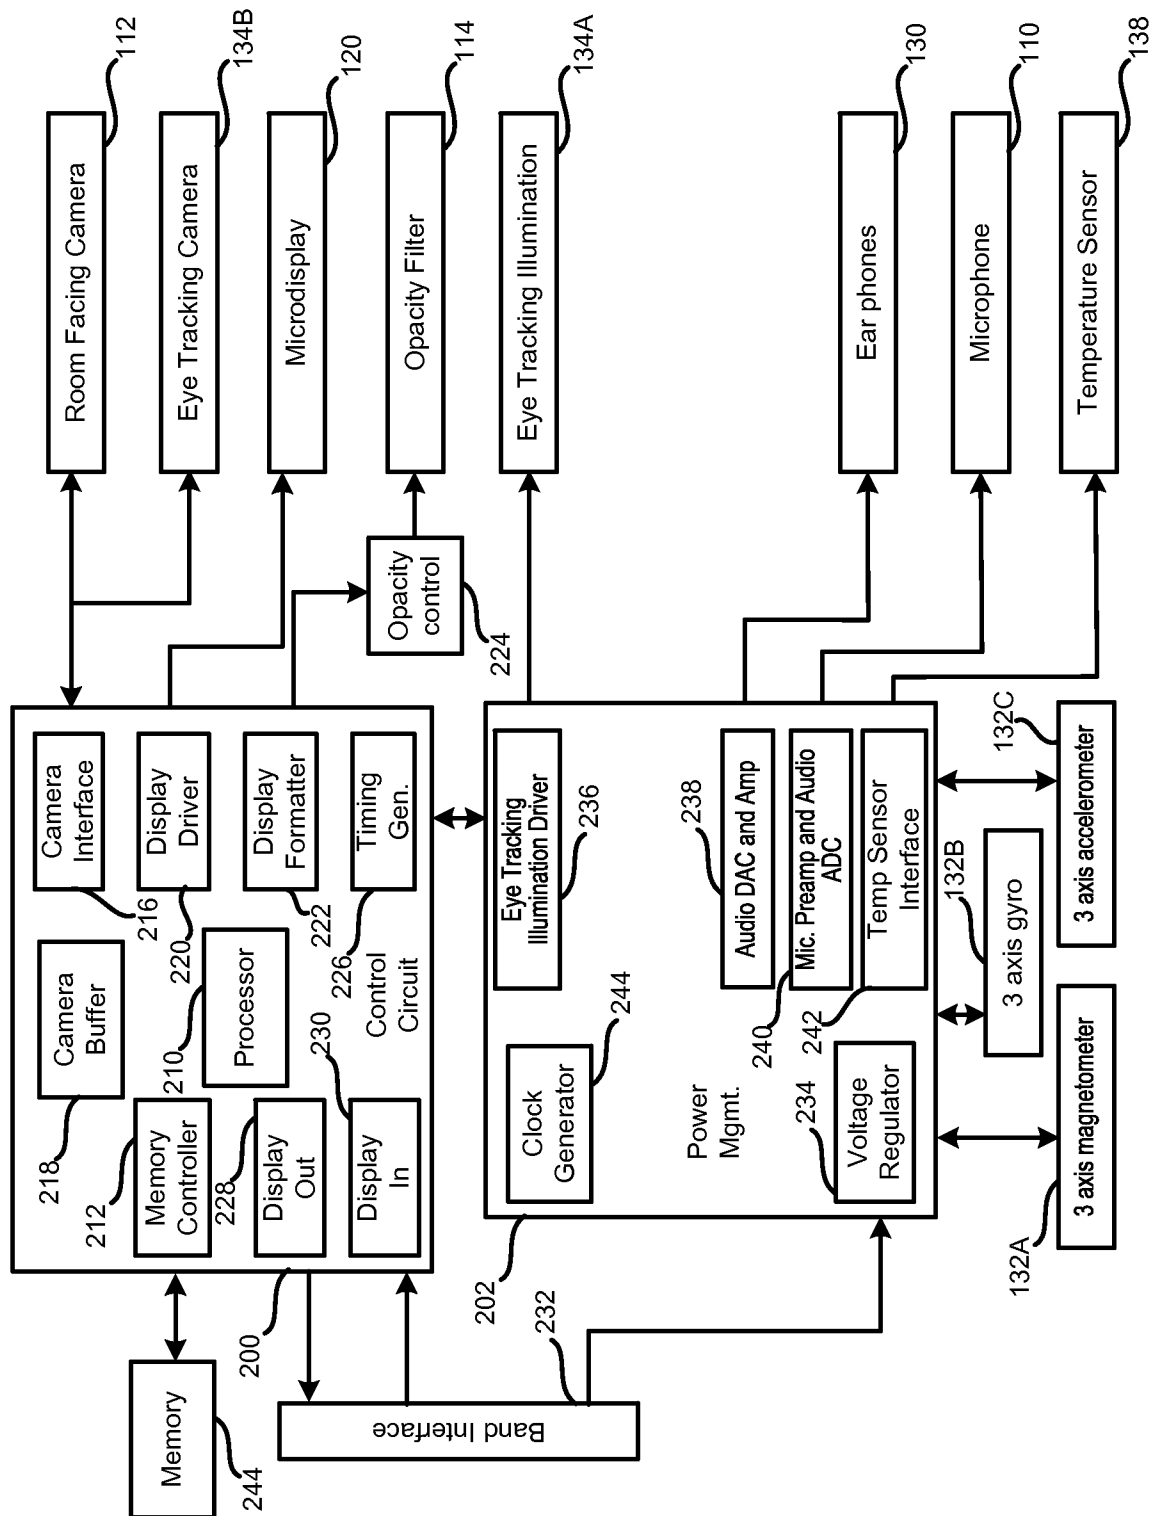 Room Facing Camera
112
Eye Tracking Camera
134B
Microdisplay
120
Opacity Filter
114
Eye Tracking Illumination
134A
Ear phones
130
Microphone
110
Temperature Sensor
138
Opacity
control
224
Camera
Interface
216
Display
Driver
220
Display
Formatter
222
Timing
Gen.
226
Camera
Buffer
218
Processor
210
Control
Circuit
Memory
Controller
212
Display
Out
228
Display
In
230
200
Memory
244
Band Interface
232
Eye Tracking
Illumination Driver
236
Audio DAC and Amp
238
Mic. Preamp and Audio
ADC
240
Temp Sensor
Interface
242
Clock
Generator
244
Power
Mgmt.
Voltage
Regulator
234
202
3 axis magnetometer
132A
3 axis gyro
132B
3 axis accelerometer
132C